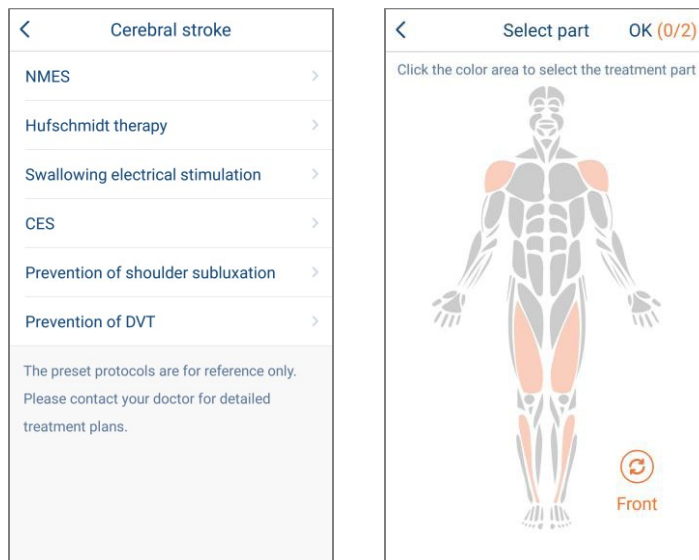 Cerebral stroke
NMES
Hufschmidt therapy
Swallowing electrical stimulation
CES
Prevention of shoulder subluxation
Prevention of DVT
The preset protocols are for reference only.
Please contact your doctor for detailed
treatment plans.
Select part OK (0/2)
Click the color area to select the treatment part
Front